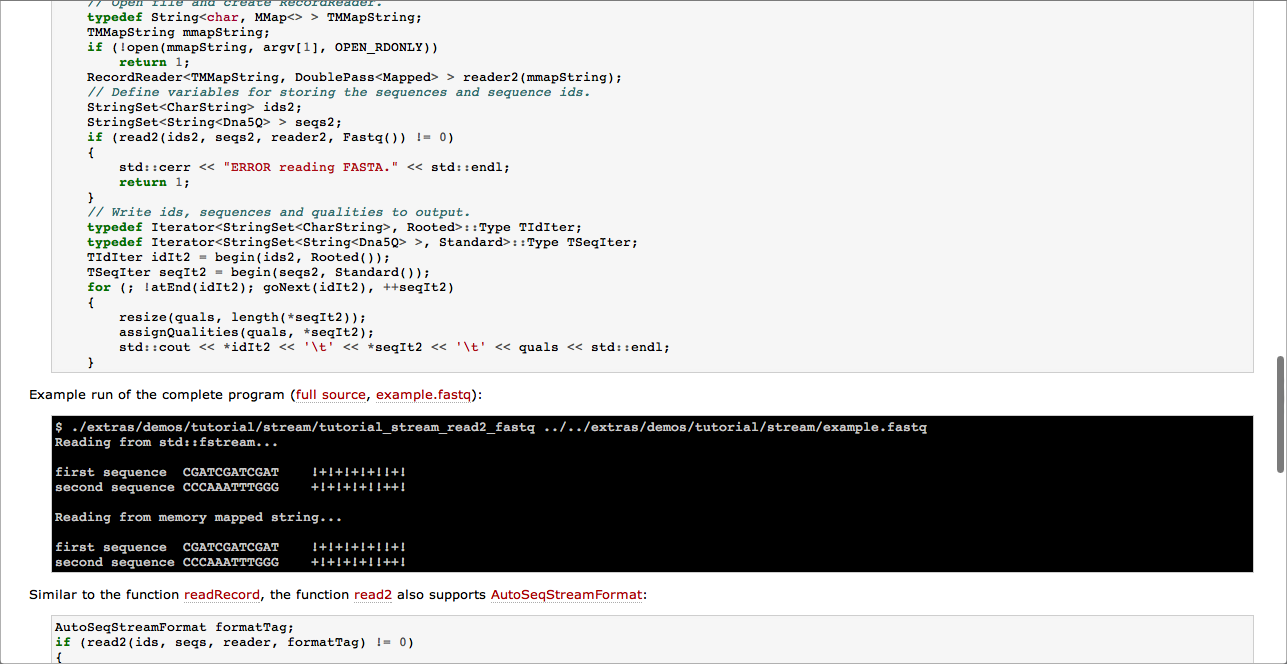 // Open file and create RecordReader.
typedef String<char, MMap<> > TMMapString;
TMMapString mmapString;
if (!open(mmapString, argv[1], OPEN_RDONLY))
    return 1;
RecordReader<TMMapString, DoublePass<Mapped> > reader2(mmapString);
// Define variables for storing the sequences and sequence ids.
StringSet<CharString> ids2;
StringSet<String<Dna5Q> > seqs2;
if (read2(ids2, seqs2, reader2, Fastq()) != 0)
{
    std::cerr << "ERROR reading FASTA." << std::endl;
    return 1;
}
// Write ids, sequences and qualities to output.
typedef Iterator<StringSet<CharString>, Rooted>::Type TIdIter;
typedef Iterator<StringSet<String<Dna5Q> >, Standard>::Type TSeqIter;
TIdIter idIt2 = begin(ids2, Rooted());
TSeqIter seqIt2 = begin(seqs2, Standard());
for (; !atEnd(idIt2); goNext(idIt2), ++seqIt2)
{
    resize(quals, length(*seqIt2));
    assignQualities(quals, *seqIt2);
    std::cout << *idIt2 << '\t' << *seqIt2 << '\t' << quals << std::endl;
}
Example run of the complete program (full source, example.fastq):
$ ./extras/demos/tutorial/stream/tutorial_stream_read2_fastq ../../extras/demos/tutorial/stream/example.fastq
Reading from std::fstream...
first sequence  CGATCGATCGAT    !+!+!+!+!!+!
second sequence CCCAAATTTGGG    +!+!+!+!!++!
Reading from memory mapped string...
first sequence  CGATCGATCGAT    !+!+!+!+!!+!
second sequence CCCAAATTTGGG    +!+!+!+!!++!
Similar to the function readRecord, the function read2 also supports AutoSeqStreamFormat:
AutoSeqStreamFormat formatTag;
if (read2(ids, seqs, reader, formatTag) != 0)
{